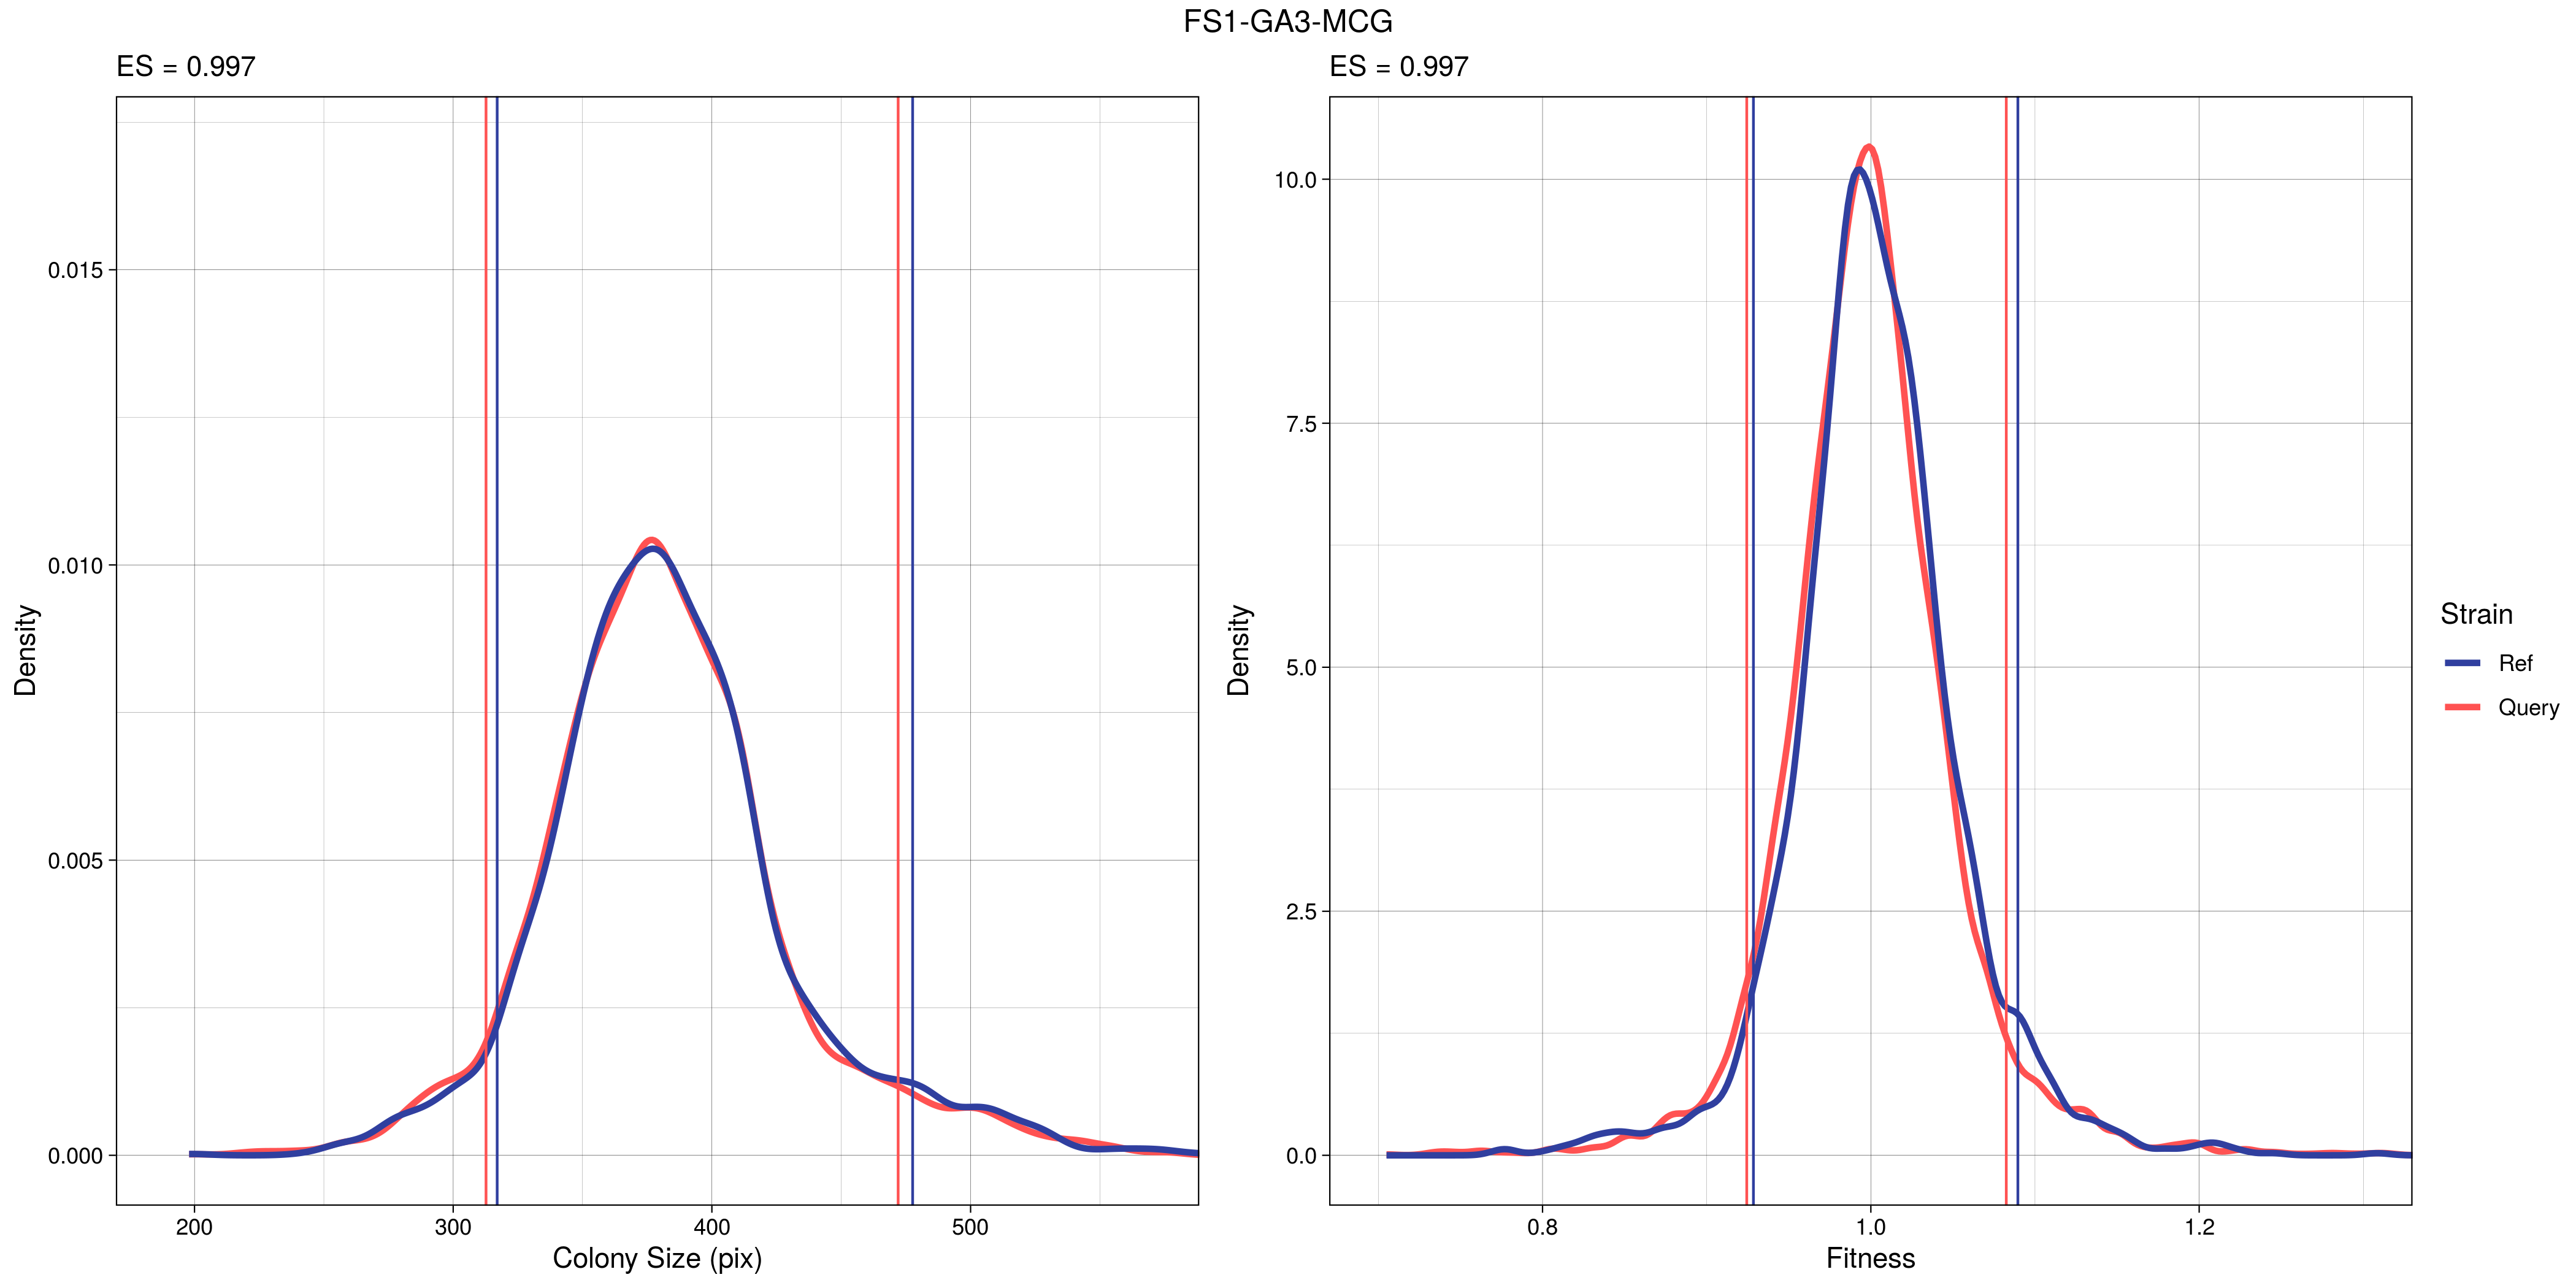 FS1-GA3-MCG
ES = 0.997
Density
0.015
0.010
0.005
0.000
200 300 400 500
Colony Size (pix)
ES = 0.997
Density
10.0
7.5
5.0
2.5
0.0
0.8 1.0 1.2
Fitness
Strain
Ref
Query